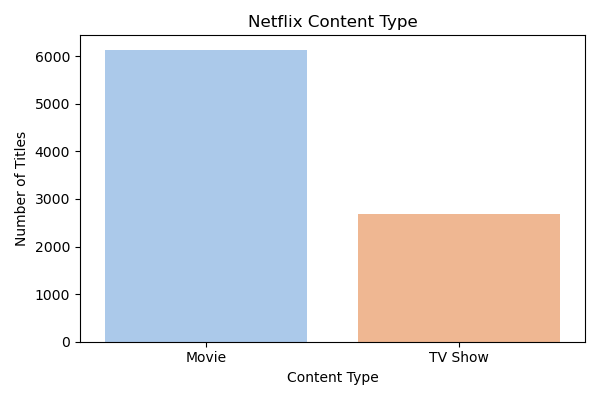 Netflix Content Type
Number of Titles
6000
5000
4000
3000
2000
1000
0
Movie
TV Show
Content Type